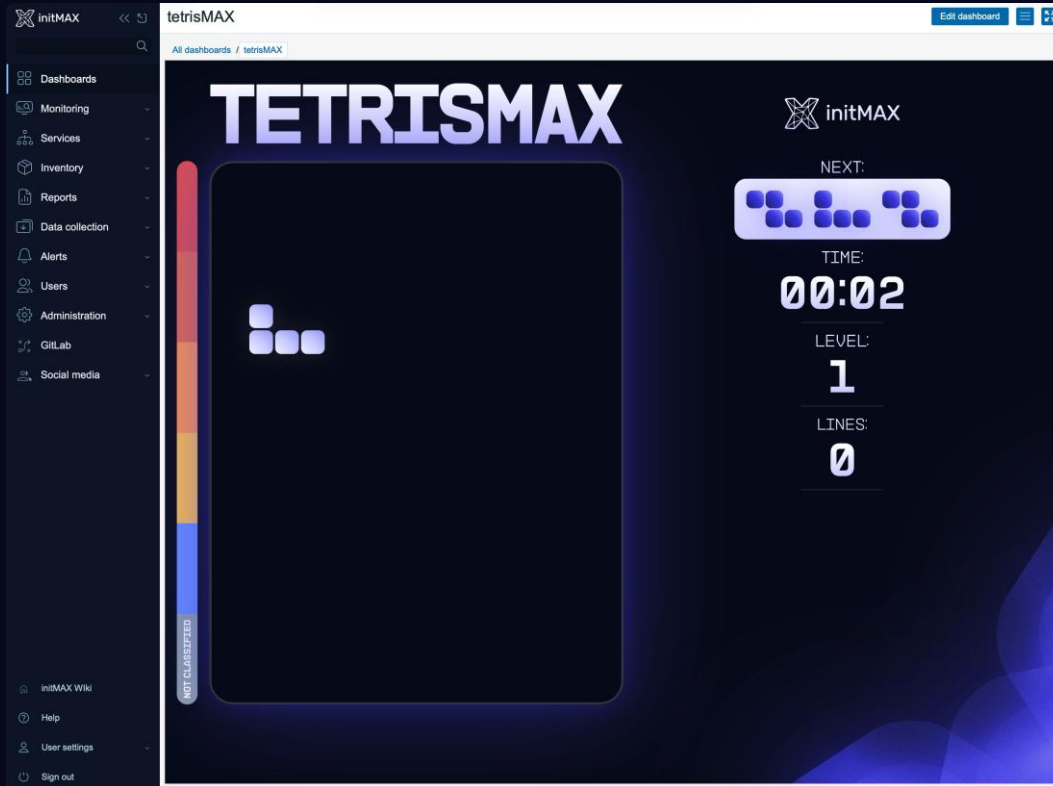 initMAX
Dashboards
Monitoring
Services
Inventory
Reports
Data collection
Alerts
Users
Administration
GitLab
Social media
initMAX Wiki
Help
User settings
Sign out
tetrisMAX
Edit dashboard
All dashboards / tetrisMAX
TETRISMAX
NOT CLASSIFIED
initMAX
NEXT:
TIME:
00:02
LEVEL:
1
LINES:
0